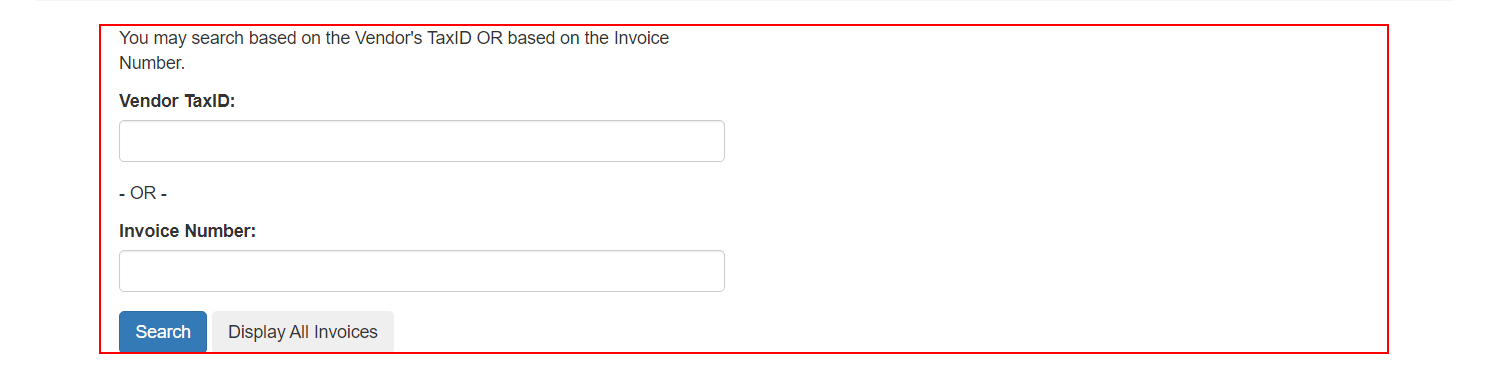 You may search based on the Vendor's TaxID OR based on the Invoice
Number.
Vendor TaxID:
- OR -
Invoice Number:
Search Display All Invoices